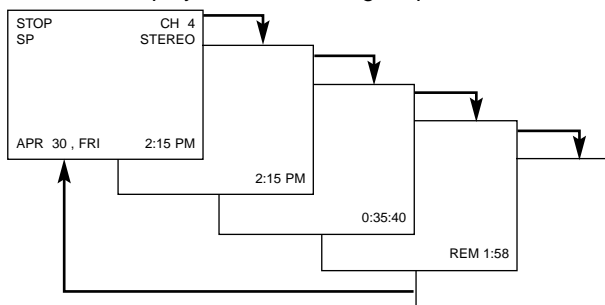 STOP CH 4
SP STEREO
APR 30 , FRI 2:15 PM
2:15 PM
0:35:40
REM 1:58